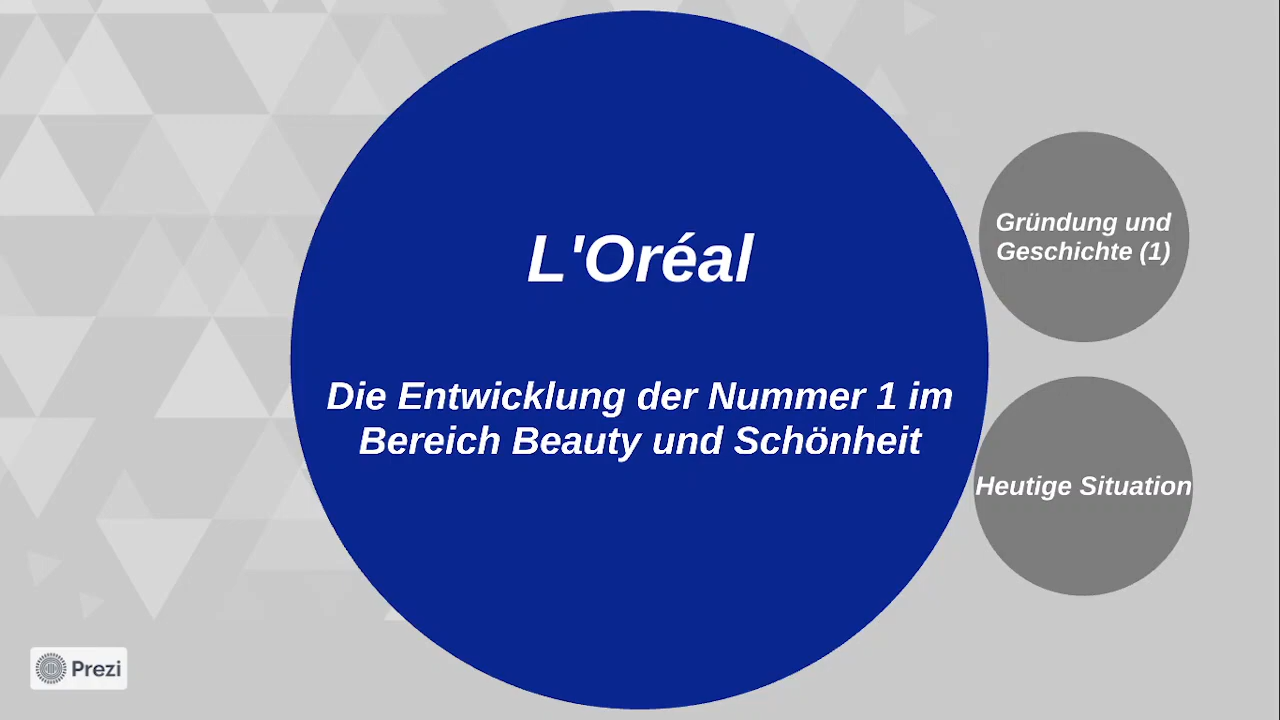 L'Oréal
Die Entwicklung der Nummer 1 im
Bereich Beauty und Schönheit
Gründung und
Geschichte (1)
Heutige Situation
Prezi